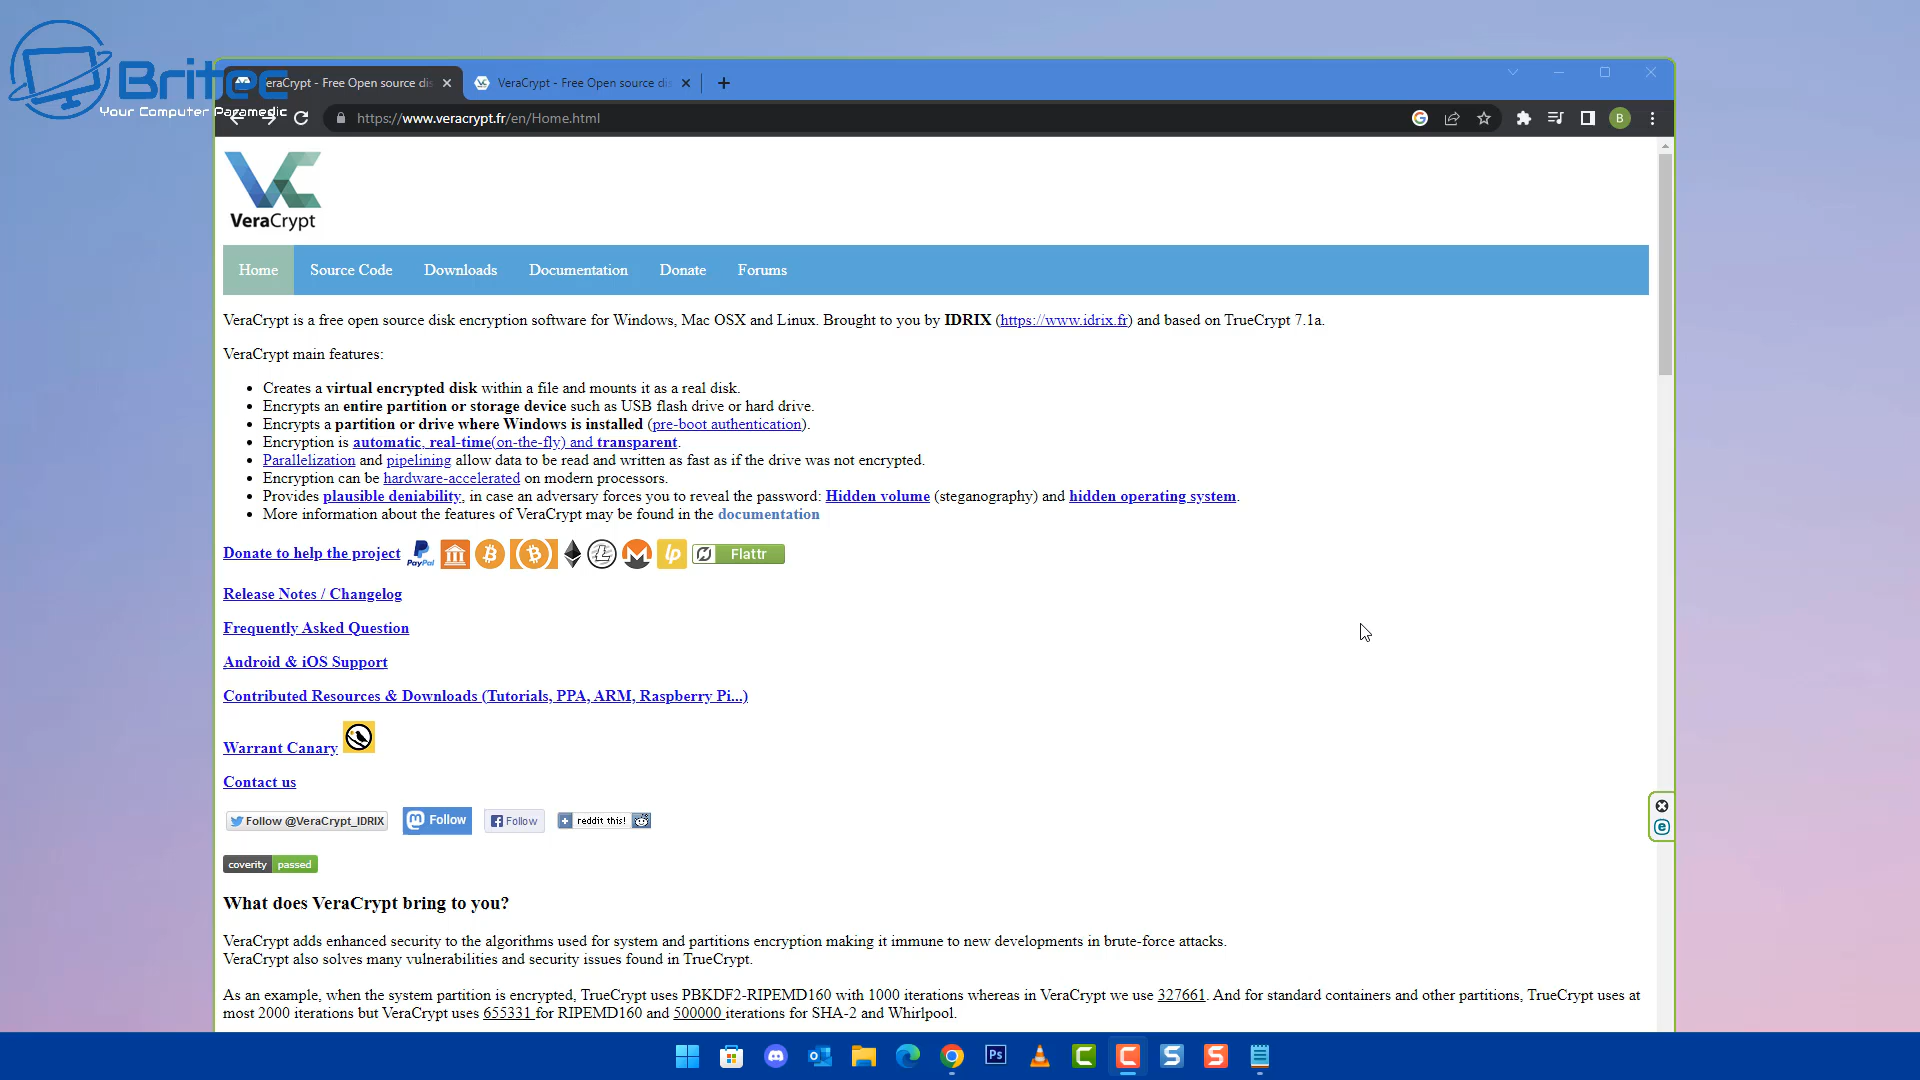 Britec
Your Computer Paramedic
eraCrypt - Free Open source dis
VeraCrypt - Free Open source dis
https://www.veracrypt.fr/en/Home.html
B
VeraCrypt
Home Source Code Downloads Documentation Donate Forums
VeraCrypt is a free open source disk encryption software for Windows, Mac OSX and Linux. Brought to you by IDRIX (https://www.idrix.fr) and based on TrueCrypt 7.1a.
VeraCrypt main features:
Creates a virtual encrypted disk within a file and mounts it as a real disk.
Encrypts an entire partition or storage device such as USB flash drive or hard drive.
Encrypts a partition or drive where Windows is installed (pre-boot authentication).
Encryption is automatic, real-time(on-the-fly) and transparent.
Parallelization and pipelining allow data to be read and written as fast as if the drive was not encrypted.
Encryption can be hardware-accelerated on modern processors.
Provides plausible deniability, in case an adversary forces you to reveal the password: Hidden volume (steganography) and hidden operating system.
More information about the features of VeraCrypt may be found in the documentation
Donate to help the project PayPal lp Flattr
Release Notes / Changelog
Frequently Asked Question
Android & iOS Support
Contributed Resources & Downloads (Tutorials, PPA, ARM, Raspberry Pi...)
Warrant Canary
Contact us
Follow @VeraCrypt_IDRIX Follow Follow reddit this!
coverity passed
What does VeraCrypt bring to you?
VeraCrypt adds enhanced security to the algorithms used for system and partitions encryption making it immune to new developments in brute-force attacks.
VeraCrypt also solves many vulnerabilities and security issues found in TrueCrypt.
As an example, when the system partition is encrypted, TrueCrypt uses PBKDF2-RIPEMD160 with 1000 iterations whereas in VeraCrypt we use 327661. And for standard containers and other partitions, TrueCrypt uses at
most 2000 iterations but VeraCrypt uses 655331 for RIPEMD160 and 500000 iterations for SHA-2 and Whirlpool.
Ps C C S S